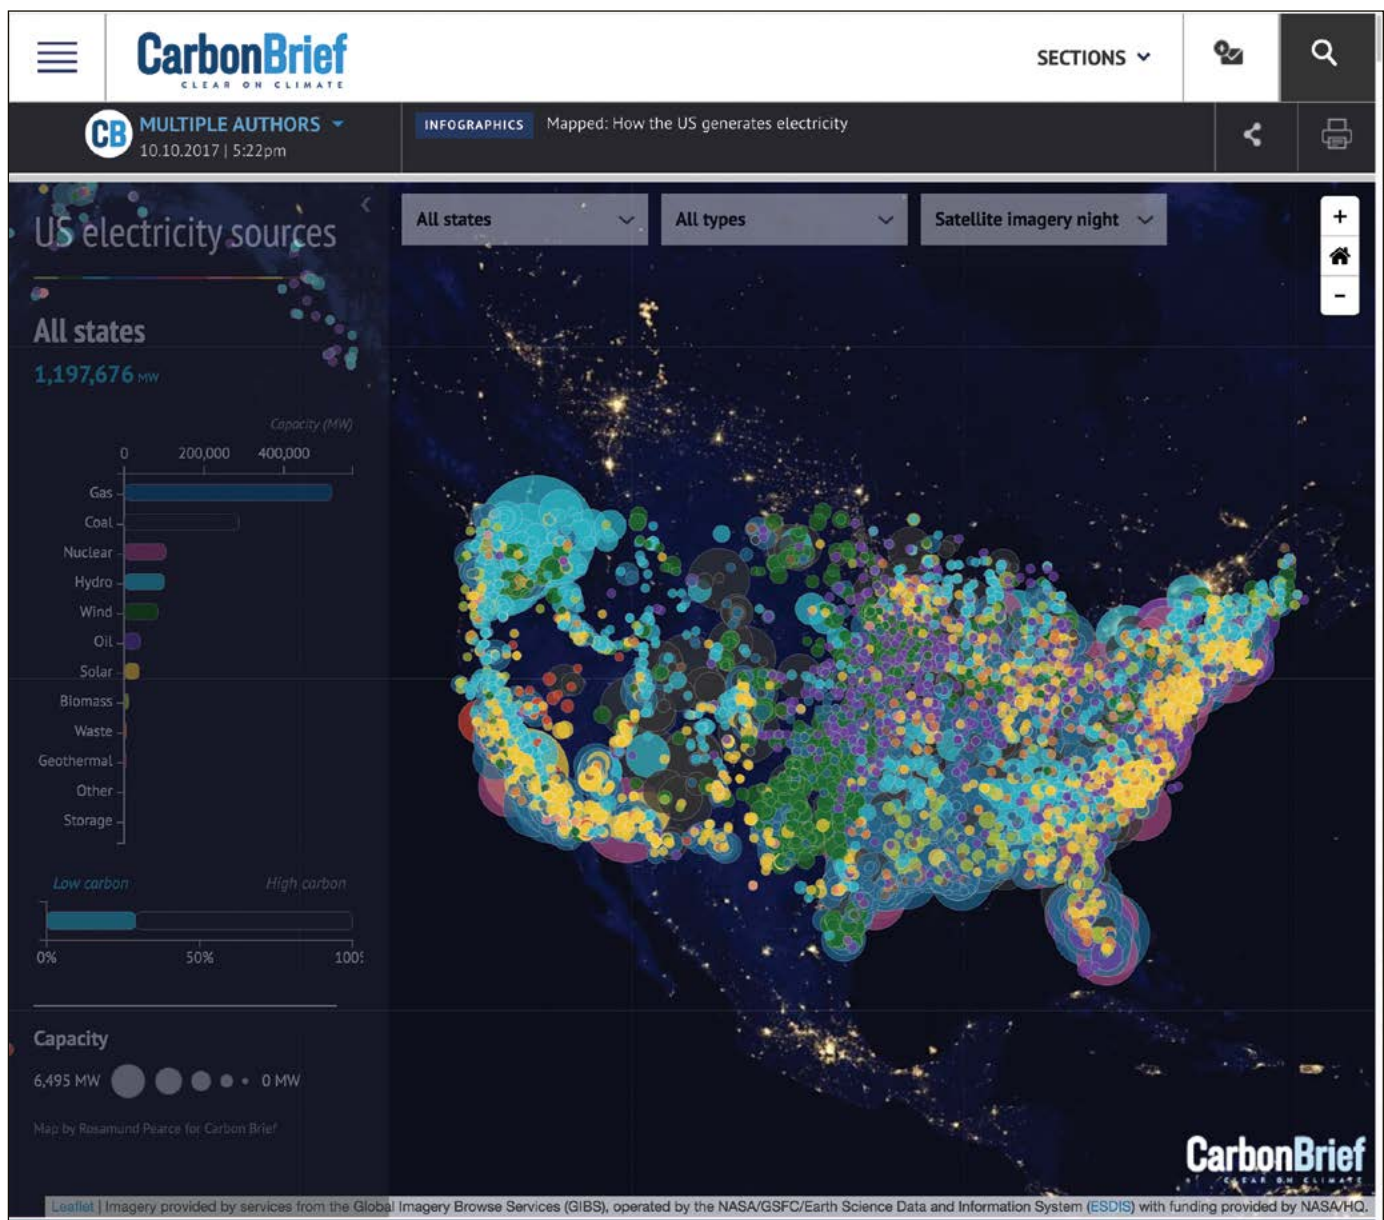 CarbonBrief
CLEAR ON CLIMATE
SECTIONS
CB
MULTIPLE AUTHORS
10.10.2017 | 5:22pm
INFOGRAPHICS Mapped: How the US generates electricity
US electricity sources
All states
All types
Satellite imagery night
+
-
All states
1,197,676 MW
Capacity (MW)
0 200,000 400,000
Gas
Coal
Nuclear
Hydro
Wind
Oil
Solar
Biomass
Waste
Geothermal
Other
Storage
Low carbon High carbon
0% 50% 100%
Capacity
6,495 MW 0 MW
Map by Rosamund Pearce for Carbon Brief
CarbonBrief
CLEAR ON CLIMATE
Leaflet | Imagery provided by services from the Global Imagery Browse Services (GIBS), operated by the NASA/GSFC/Earth Science Data and Information System (ESDIS) with funding provided by NASA/HQ.